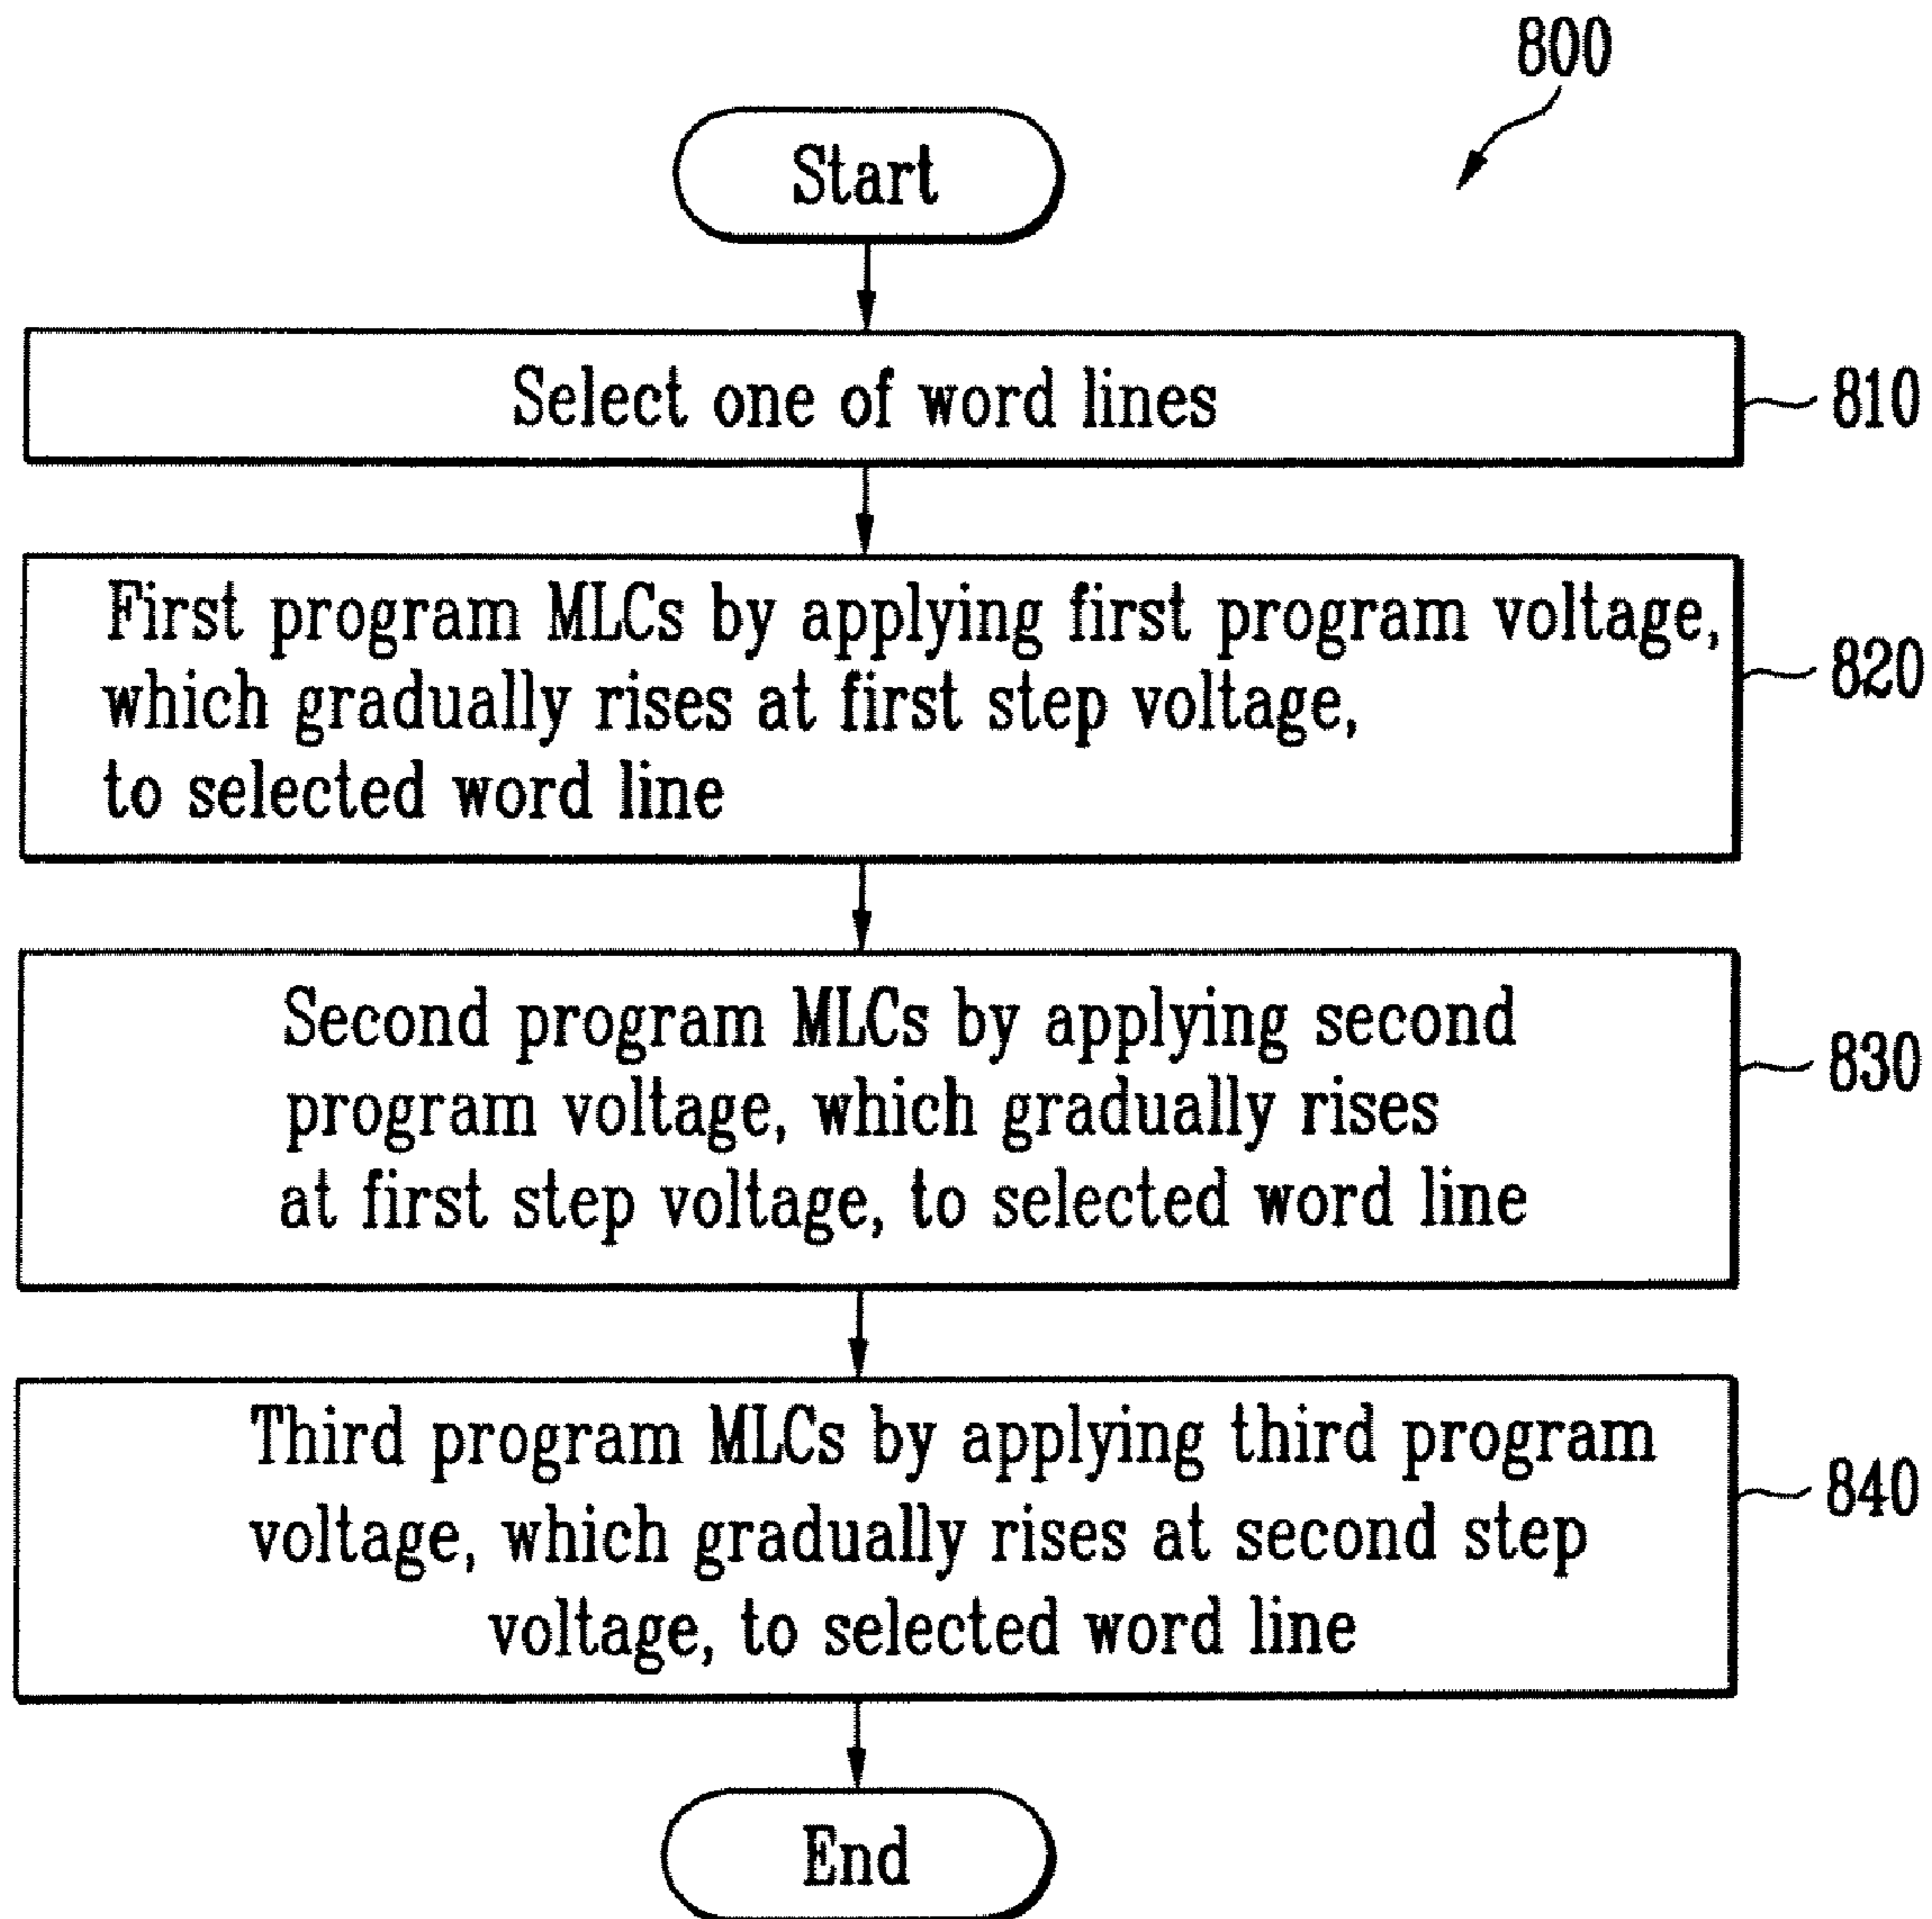 800
Start
Select one of word lines
810
First program MLCs by applying first program voltage,
which gradually rises at first step voltage,
to selected word line
820
Second program MLCs by applying second
program voltage, which gradually rises
at first step voltage, to selected word line
830
Third program MLCs by applying third program
voltage, which gradually rises at second step
voltage, to selected word line
840
End